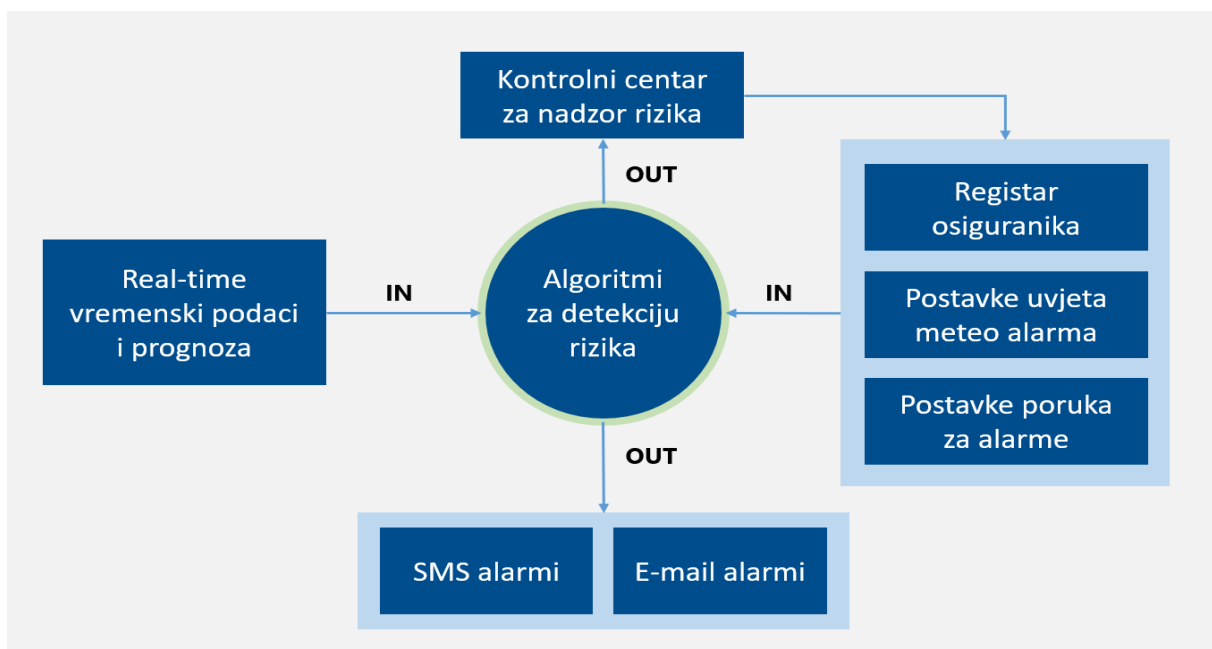 Kontrolni centar
za nadzor rizika
OUT
Registar
osiguranika
Real-time
vremenski podaci
i prognoza
IN
Algoritmi
za detekciju
rizika
IN
Postavke uvjeta
meteo alarma
Postavke poruka
za alarme
OUT
SMS alarmi
E-mail alarmi